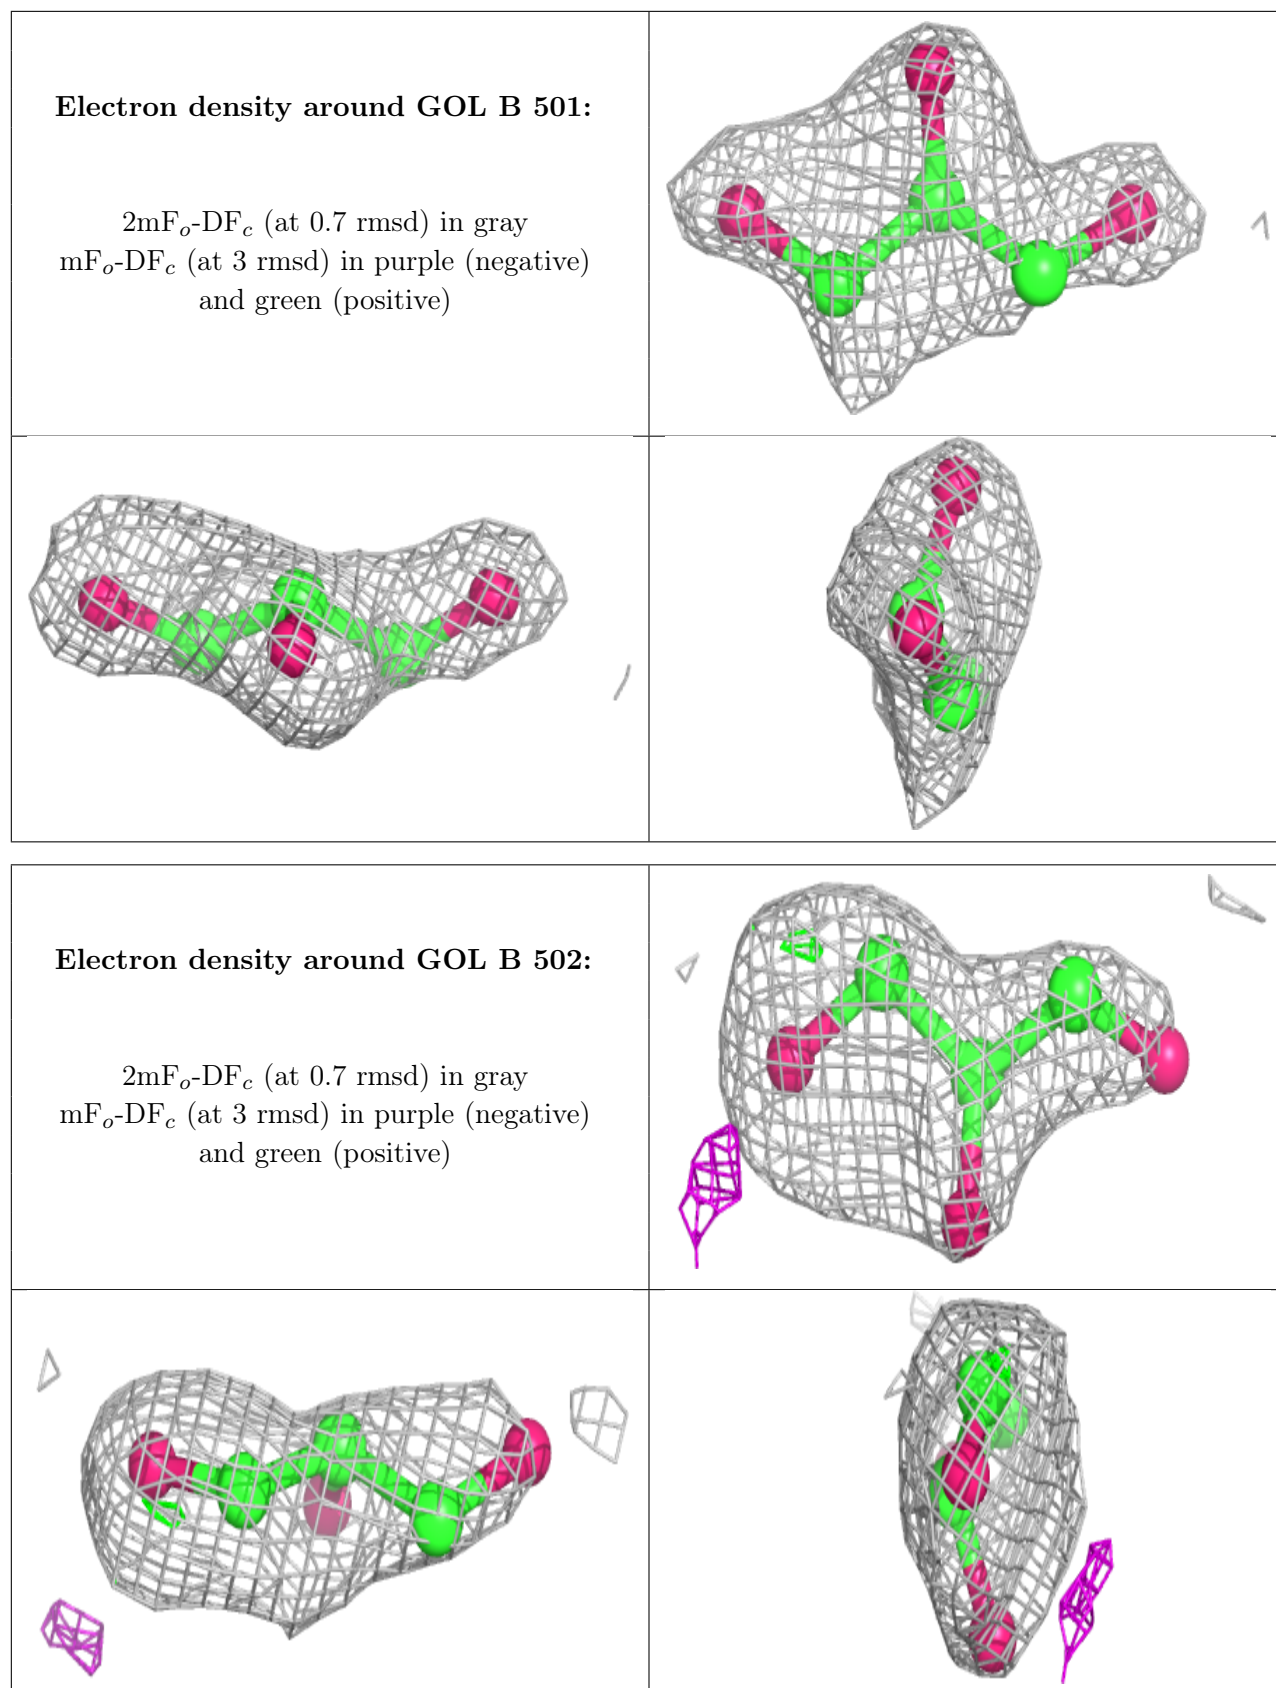 Electron density around GOL B 501:
2mFo-DFc (at 0.7 rmsd) in gray
mFo-DFc (at 3 rmsd) in purple (negative)
and green (positive)
Electron density around GOL B 502:
2mFo-DFc (at 0.7 rmsd) in gray
mFo-DFc (at 3 rmsd) in purple (negative)
and green (positive)